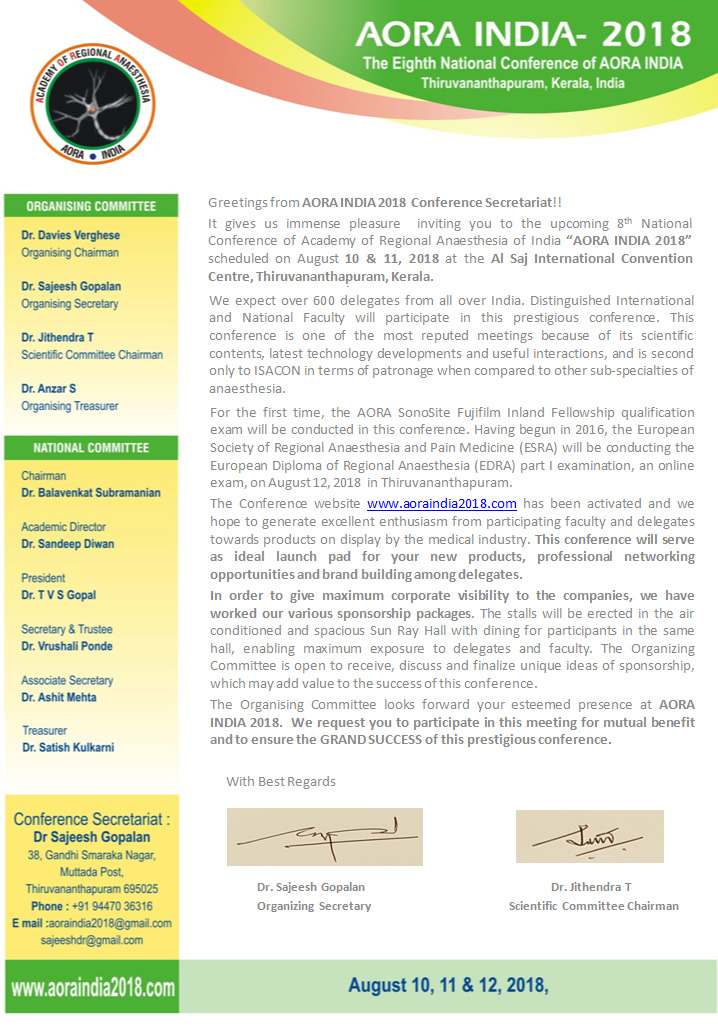 AORA INDIA- 2018
The Eighth National Conference of AORA INDIA
Thiruvananthapuram, Kerala, India
ACADEMY OF REGIONAL ANAESTHESIA
AORA • INDIA
ORGANISING COMMITTEE
Dr. Davies Verghese
Organising Chairman
Dr. Sajeesh Gopalan
Organising Secretary
Dr. Jithendra T
Scientific Committee Chairman
Dr. Anzar S
Organising Treasurer
NATIONAL COMMITTEE
Chairman
Dr. Balavenkat Subramanian
Academic Director
Dr. Sandeep Diwan
President
Dr. T V S Gopal
Secretary & Trustee
Dr. Vrushali Ponde
Associate Secretary
Dr. Ashit Mehta
Treasurer
Dr. Satish Kulkarni
Conference Secretariat :
Dr Sajeesh Gopalan
38, Gandhi Smaraka Nagar,
Muttada Post,
Thiruvananthapuram 695025
Phone : +91 94470 36316
E mail :aoraindia2018@gmail.com
sajeeshdr@gmail.com
www.aoraindia2018.com
Greetings from AORA INDIA 2018 Conference Secretariat!!
It gives us immense pleasure inviting you to the upcoming 8th National
Conference of Academy of Regional Anaesthesia of India “AORA INDIA 2018”
scheduled on August 10 & 11, 2018 at the Al Saj International Convention
Centre, Thiruvananthapuram, Kerala.
We expect over 600 delegates from all over India. Distinguished International
and National Faculty will participate in this prestigious conference. This
conference is one of the most reputed meetings because of its scientific
contents, latest technology developments and useful interactions, and is second
only to ISACON in terms of patronage when compared to other sub-specialties of
anaesthesia.
For the first time, the AORA SonoSite Fujifilm Inland Fellowship qualification
exam will be conducted in this conference. Having begun in 2016, the European
Society of Regional Anaesthesia and Pain Medicine (ESRA) will be conducting the
European Diploma of Regional Anaesthesia (EDRA) part I examination, an online
exam, on August 12, 2018 in Thiruvananthapuram.
The Conference website www.aoraindia2018.com has been activated and we
hope to generate excellent enthusiasm from participating faculty and delegates
towards products on display by the medical industry. This conference will serve
as ideal launch pad for your new products, professional networking
opportunities and brand building among delegates.
In order to give maximum corporate visibility to the companies, we have
worked our various sponsorship packages. The stalls will be erected in the air
conditioned and spacious Sun Ray Hall with dining for participants in the same
hall, enabling maximum exposure to delegates and faculty. The Organizing
Committee is open to receive, discuss and finalize unique ideas of sponsorship,
which may add value to the success of this conference.
The Organising Committee looks forward your esteemed presence at AORA
INDIA 2018. We request you to participate in this meeting for mutual benefit
and to ensure the GRAND SUCCESS of this prestigious conference.
With Best Regards
Dr. Sajeesh Gopalan
Organizing Secretary
Dr. Jithendra T
Scientific Committee Chairman
August 10, 11 & 12, 2018,